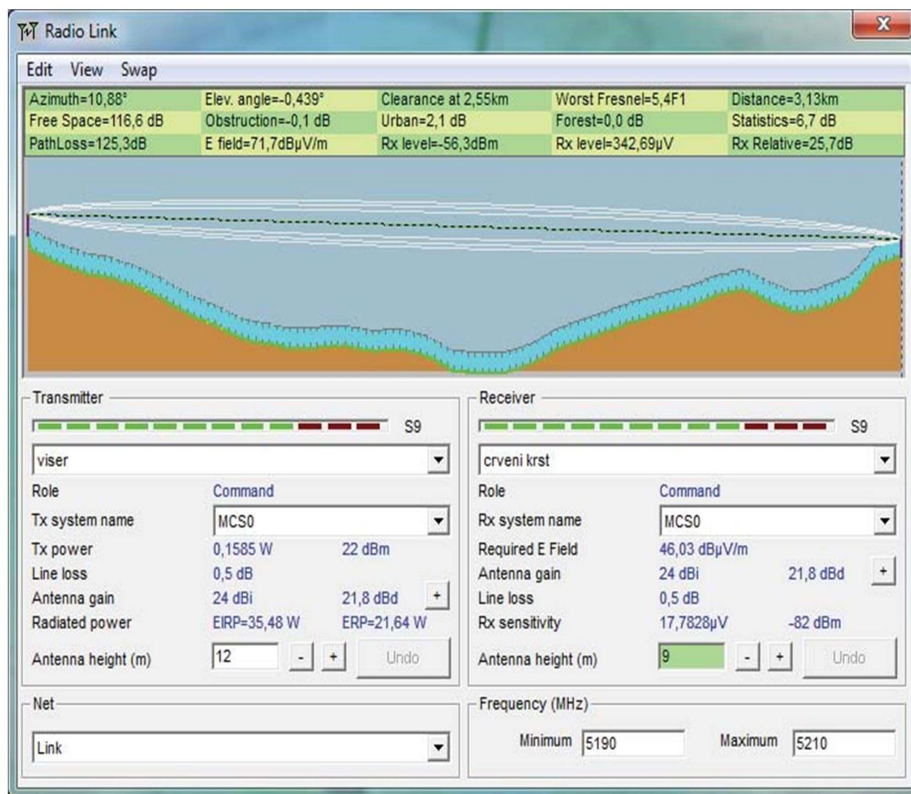 Radio Link
Edit View Swap
Azimuth=10,88° Elev. angle=-0,439° Clearance at 2,55km Worst Fresnel=5,4F1 Distance=3,13km
Free Space=116,6 dB Obstruction=-0,1 dB Urban=2,1 dB Forest=0,0 dB Statistics=6,7 dB
PathLoss=125,3dB E field=71,7dBµV/m Rx level=-56,3dBm Rx level=342,69µV Rx Relative=25,7dB
Transmitter
S9
viser
Role Command
Tx system name MCS0
Tx power 0,1585 W 22 dBm
Line loss 0,5 dB
Antenna gain 24 dBi 21,8 dBd +
Radiated power EIRP=35,48 W ERP=21,64 W
Antenna height (m) 12 - + Undo
Receiver
S9
crveni krst
Role Command
Rx system name MCS0
Required E Field 46,03 dBµV/m
Antenna gain 24 dBi 21,8 dBd +
Line loss 0,5 dB
Rx sensitivity 17,7828µV -82 dBm
Antenna height (m) 9 - + Undo
Net
Link
Frequency (MHz)
Minimum 5190 Maximum 5210